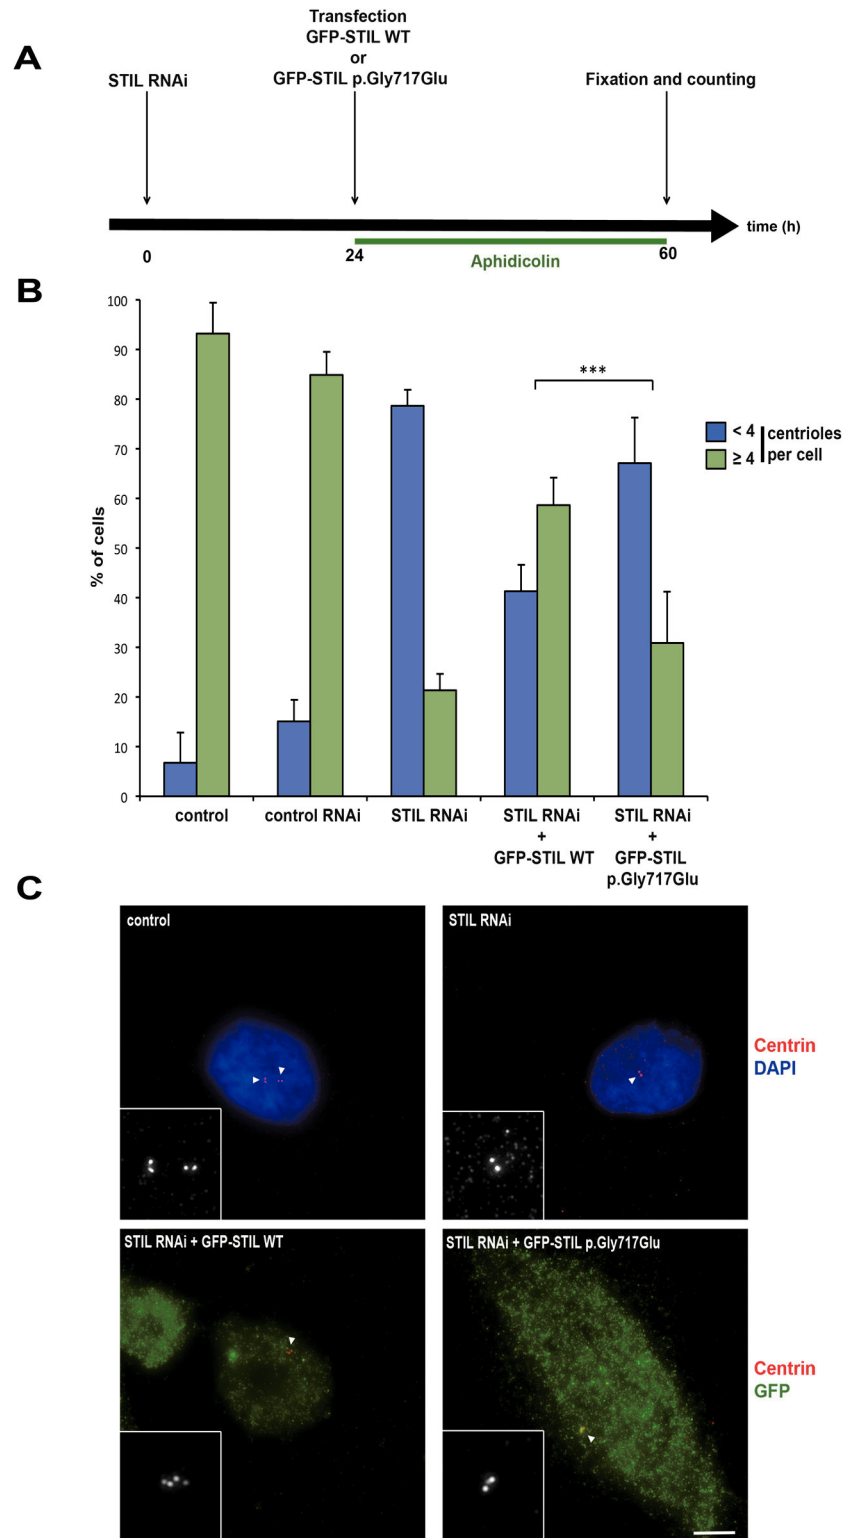 A
Transfection
GFP-STIL WT
or
GFP-STIL p.Gly717Glu
STIL RNAi
Fixation and counting
time (h)
0
24
60
Aphidicolin
B
100
90
80
70
60
50
40
30
20
10
0
% of cells
***
< 4
≥ 4
centrioles
per cell
control
control RNAi
STIL RNAi
STIL RNAi
+
GFP-STIL WT
STIL RNAi
+
GFP-STIL
p.Gly717Glu
C
control
STIL RNAi
Centrin
DAPI
STIL RNAi + GFP-STIL WT
STIL RNAi + GFP-STIL p.Gly717Glu
Centrin
GFP